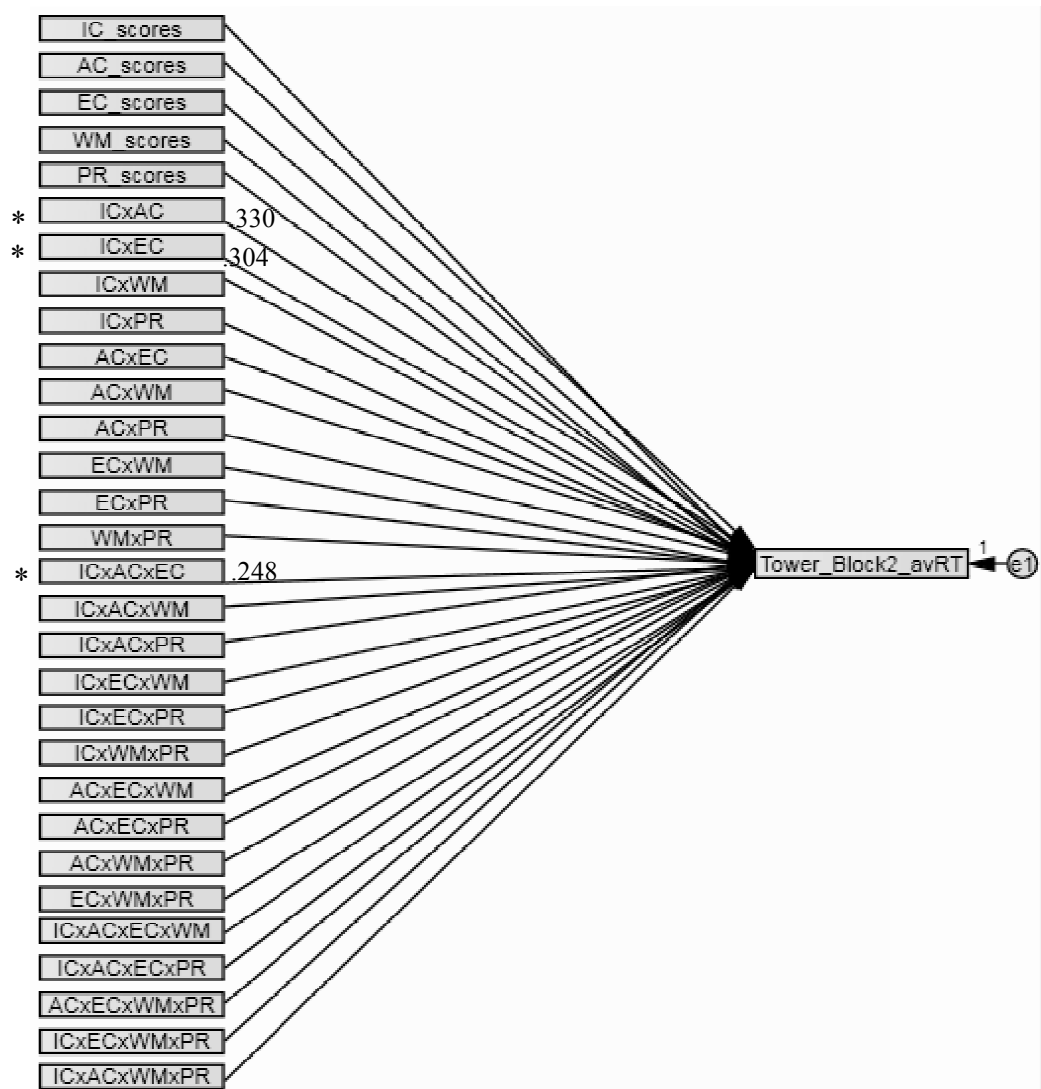 IC_scores
AC_scores
EC_scores
WM_scores
PR_scores
* ICxAC .330
* ICxEC .304
ICxWM
ICxPR
ACxEC
ACxWM
ACxPR
ECxWM
ECxPR
WMxPR
1
Tower_Block2_avRT e1
* ICxACxEC .248
ICxACxWM
ICxACxPR
ICxECxWM
ICxECxPR
ICxWMxPR
ACxECxWM
ACxECxPR
ACxWMxPR
ECxWMxPR
ICxACxECxWM
ICxACxECxPR
ACxECxWMxPR
ICxECxWMxPR
ICxACxWMxPR